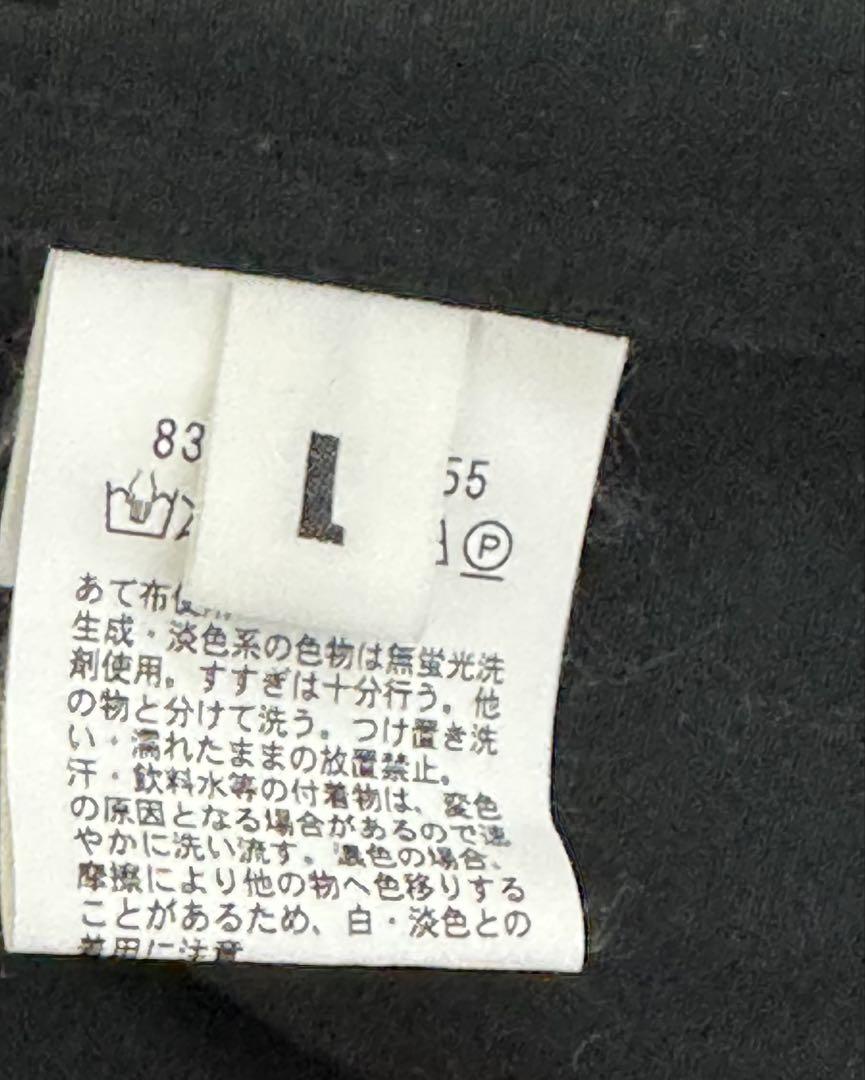 83
L
55
P
あて布使用
生成・淡色系の色物は無蛍光洗
剤使用。すすぎは十分行う。他
の物と分けて洗う。つけ置き洗
い・濡れたままの放置禁止。
汗・飲料水等の付着物は、変色
の原因となる場合があるので速
やかに洗い流す。濃色の場合、
摩擦により他の物へ色移りする
ことがあるため、白・淡色との
着用に注意